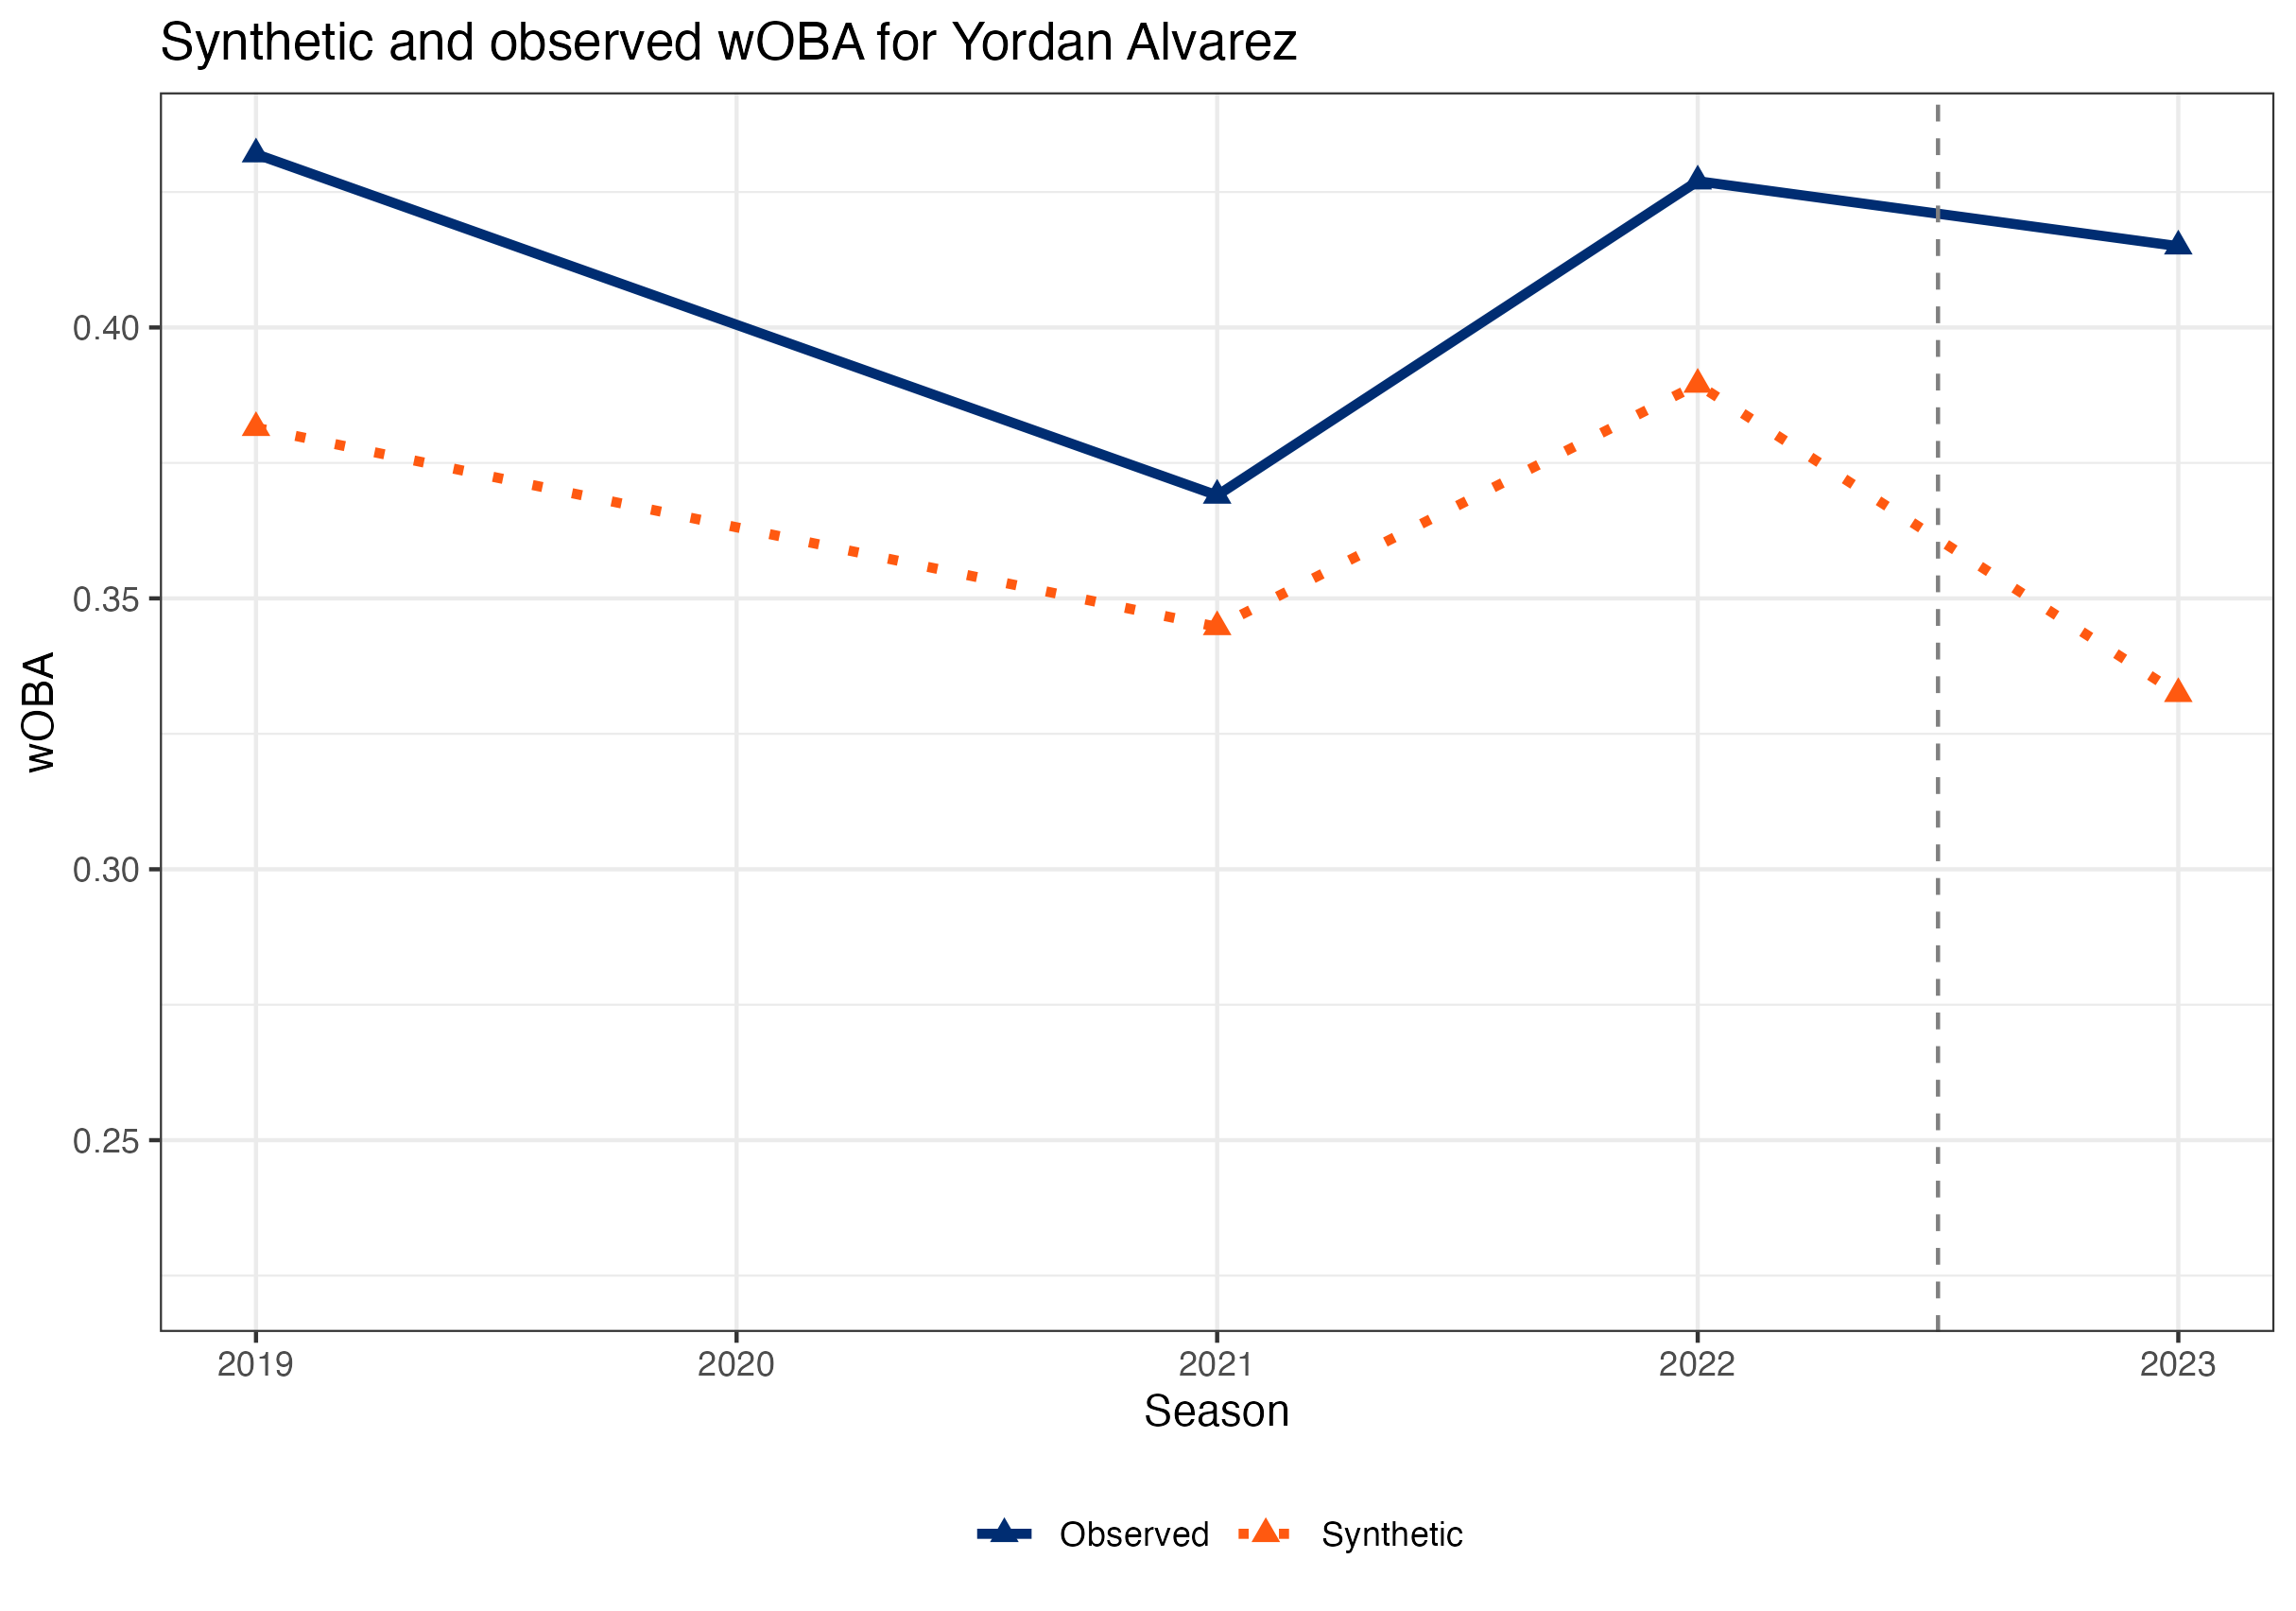 Synthetic and observed wOBA for Yordan Alvarez
wOBA
0.40
0.35
0.30
0.25
2019 2020 2021 2022 2023
Season
Observed Synthetic